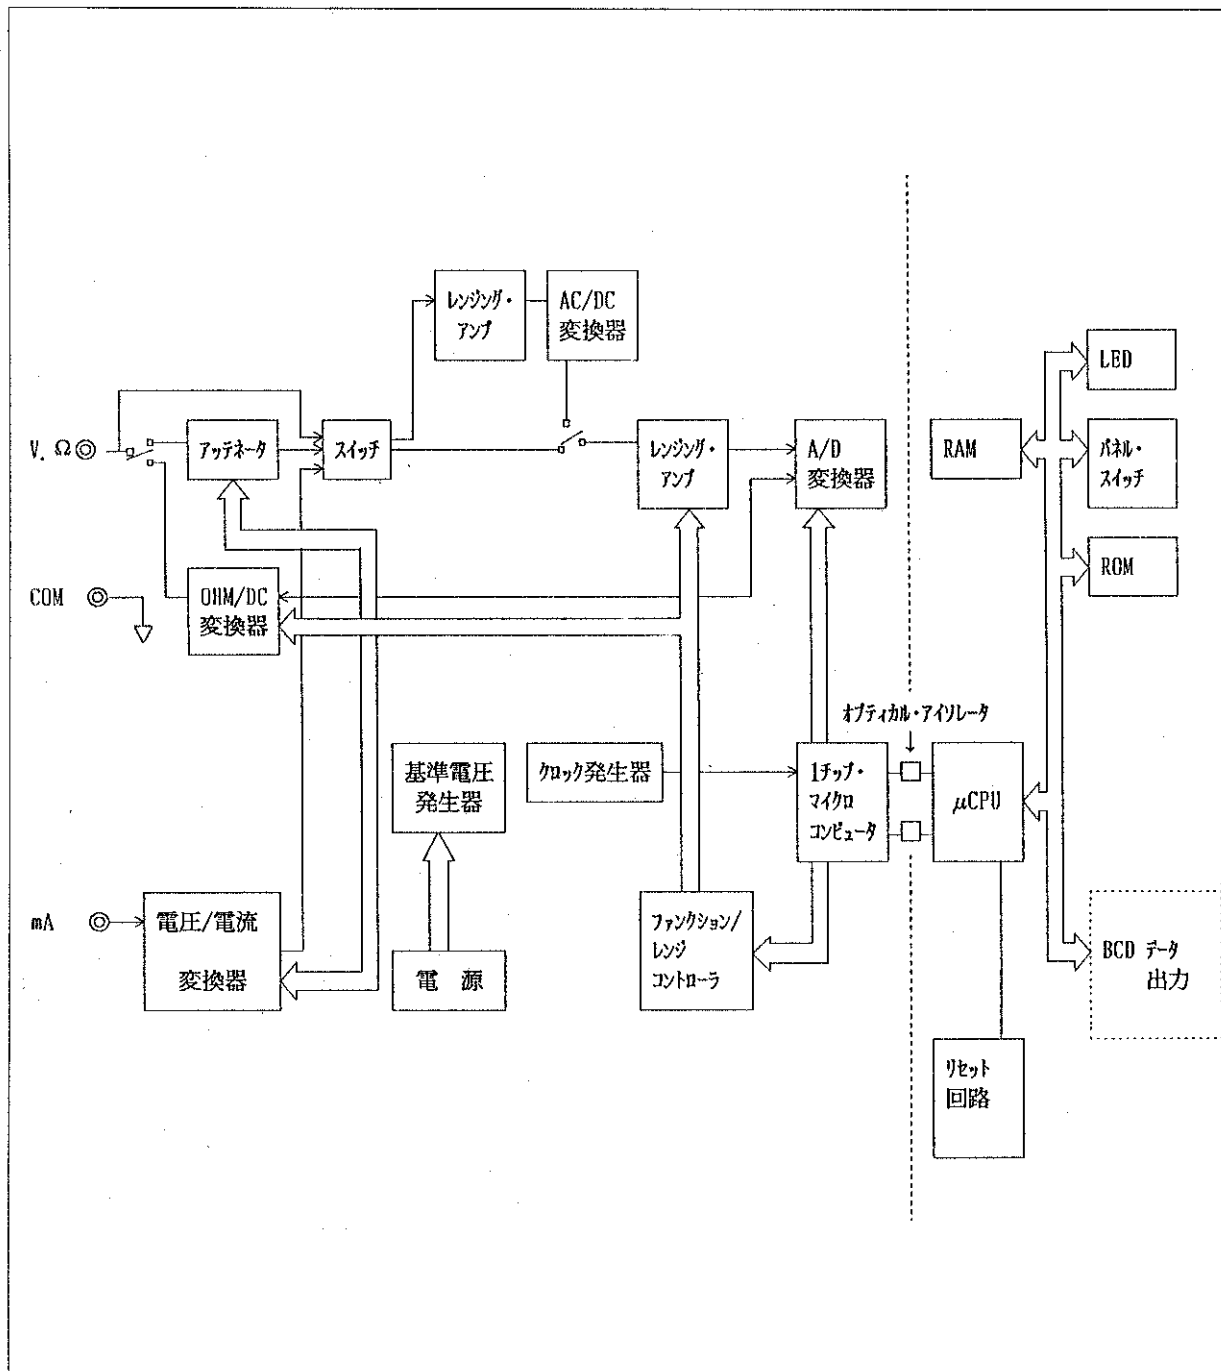 レンジング・
アンプ
AC/DC
変換器
LED
V. Ω
アッテネータ
スイッチ
レンジング・
アンプ
A/D
変換器
RAM
パネル・
スイッチ
COM
OHM/DC
変換器
ROM
オプティカル・アイソレータ
基準電圧
発生器
クロック発生器
1チップ・
マイクロ
コンピュータ
μCPU
mA
電圧/電流
変換器
電 源
ファンクション/
レンジ
コントローラ
BCD データ
出力
リセット
回路